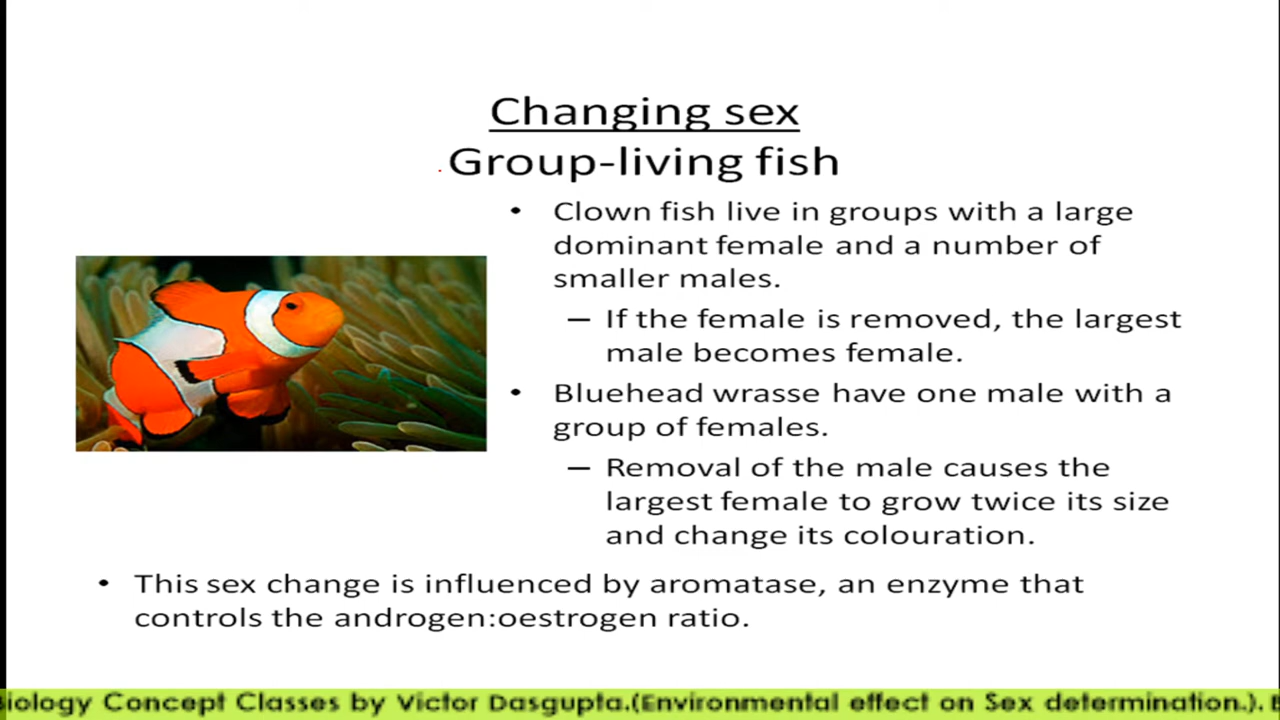 Changing sex
Group-living fish
• Clown fish live in groups with a large
dominant female and a number of
smaller males.
– If the female is removed, the largest
male becomes female.
• Bluehead wrasse have one male with a
group of females.
– Removal of the male causes the
largest female to grow twice its size
and change its colouration.
• This sex change is influenced by aromatase, an enzyme that
controls the androgen:oestrogen ratio.
Biology Concept Classes by Victor Dasgupta.(Environmental effect on Sex determination.).